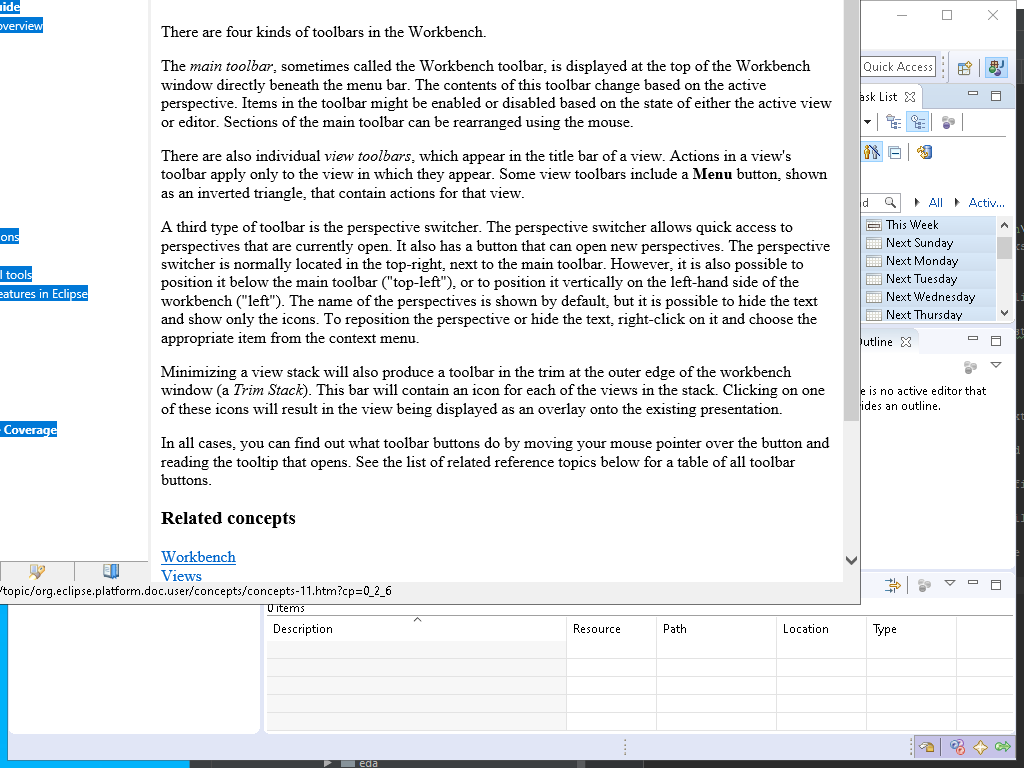 uide
overview
ons
l tools
eatures in Eclipse
Coverage
There are four kinds of toolbars in the Workbench.
The main toolbar, sometimes called the Workbench toolbar, is displayed at the top of the Workbench
window directly beneath the menu bar. The contents of this toolbar change based on the active
perspective. Items in the toolbar might be enabled or disabled based on the state of either the active view
or editor. Sections of the main toolbar can be rearranged using the mouse.
There are also individual view toolbars, which appear in the title bar of a view. Actions in a view's
toolbar apply only to the view in which they appear. Some view toolbars include a Menu button, shown
as an inverted triangle, that contain actions for that view.
A third type of toolbar is the perspective switcher. The perspective switcher allows quick access to
perspectives that are currently open. It also has a button that can open new perspectives. The perspective
switcher is normally located in the top-right, next to the main toolbar. However, it is also possible to
position it below the main toolbar ("top-left"), or to position it vertically on the left-hand side of the
workbench ("left"). The name of the perspectives is shown by default, but it is possible to hide the text
and show only the icons. To reposition the perspective or hide the text, right-click on it and choose the
appropriate item from the context menu.
Minimizing a view stack will also produce a toolbar in the trim at the outer edge of the workbench
window (a Trim Stack). This bar will contain an icon for each of the views in the stack. Clicking on one
of these icons will result in the view being displayed as an overlay onto the existing presentation.
In all cases, you can find out what toolbar buttons do by moving your mouse pointer over the button and
reading the tooltip that opens. See the list of related reference topics below for a table of all toolbar
buttons.
Related concepts
Workbench
Views
/topic/org.eclipse.platform.doc.user/concepts/concepts-11.htm?cp=0_2_6
Quick Access
ask List
d All Activ...
This Week
Next Sunday
Next Monday
Next Tuesday
Next Wednesday
Next Thursday
Outline
e is no active editor that
ides an outline.
0 items
Description Resource Path Location Type
eda